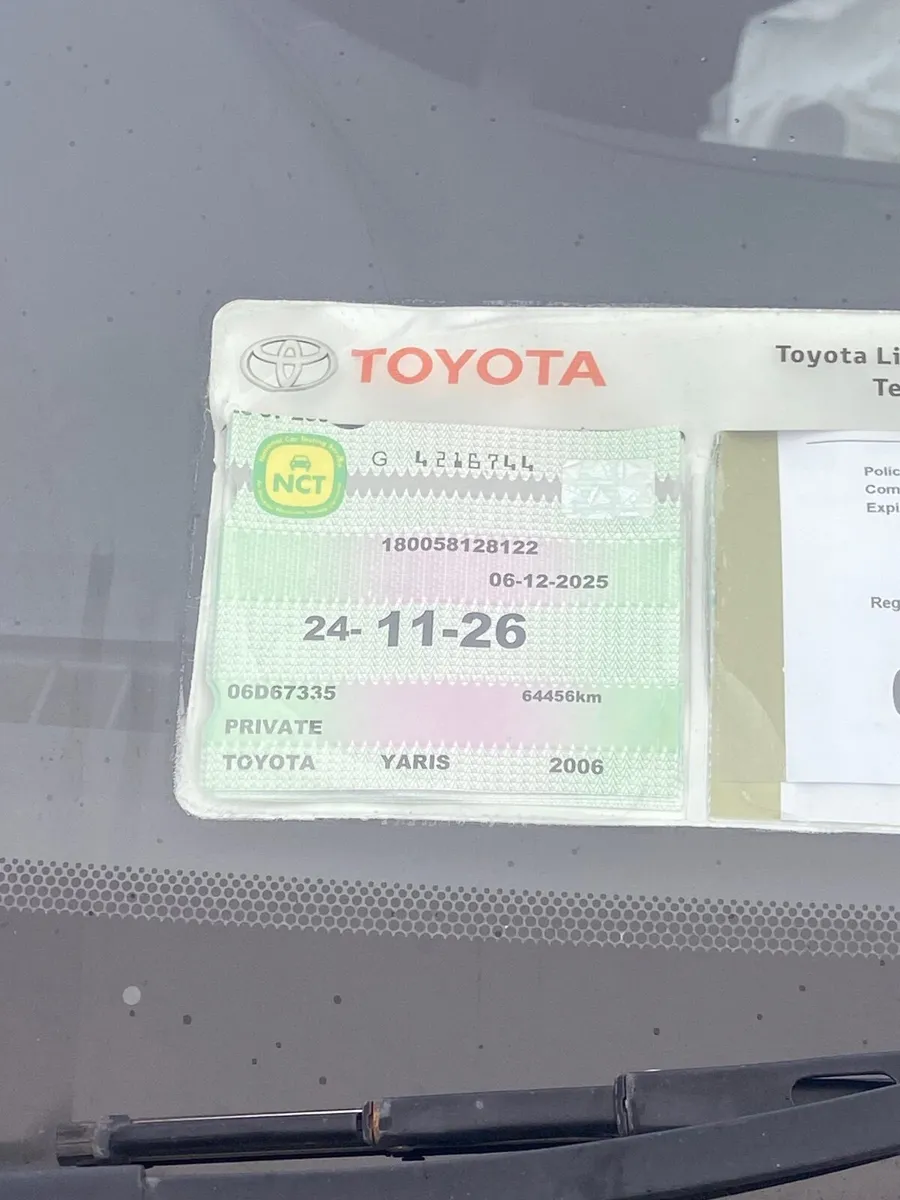 TOYOTA
Toyota Li
Te
NCT
G 4216744
180058128122
06-12-2025
24-11-26
06D67335
64456km
PRIVATE
TOYOTA YARIS 2006
Polic
Com
Expi
Reg